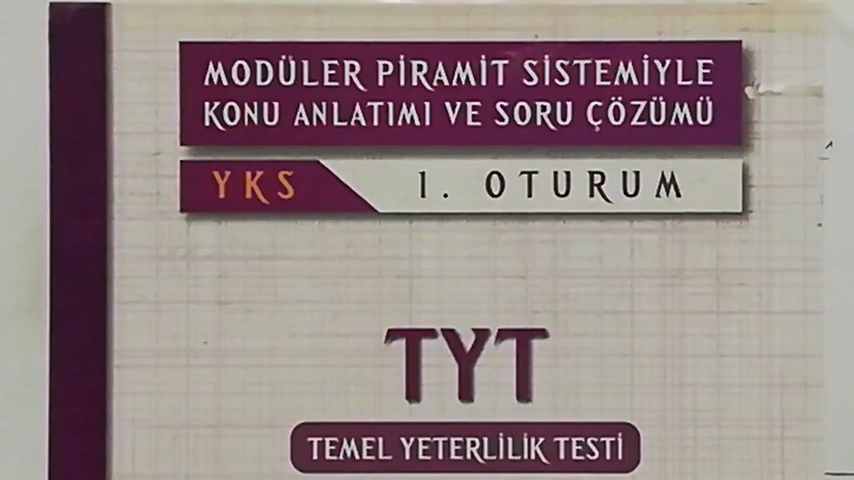 MODÜLER PİRAMİT SİSTEMİYLE
KONU ANLATIMI VE SORU ÇÖZÜMÜ
YKS 1. OTURUM
TYT
TEMEL YETERLİLİK TESTİ